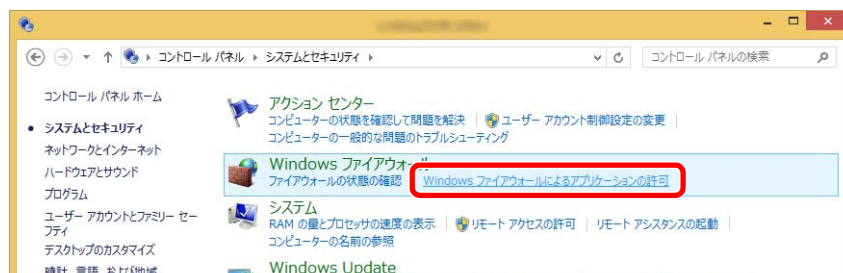 コントロール パネル ▸ システムとセキュリティ ▸
コントロール パネルの検索
コントロール パネル ホーム
システムとセキュリティ
ネットワークとインターネット
ハードウェアとサウンド
プログラム
ユーザー アカウントとファミリー セー
フティ
デスクトップのカスタマイズ
時計、言語、および地域
アクション センター
コンピューターの状態を確認して問題を解決 ユーザー アカウント制御設定の変更
コンピューターの一般的な問題のトラブルシューティング
Windows ファイアウォール
ファイアウォールの状態の確認 Windows ファイアウォールによるアプリケーションの許可
システム
RAM の量とプロセッサの速度の表示 リモート アクセスの許可 リモート アシスタンスの起動
コンピューターの名前の参照
Windows Update